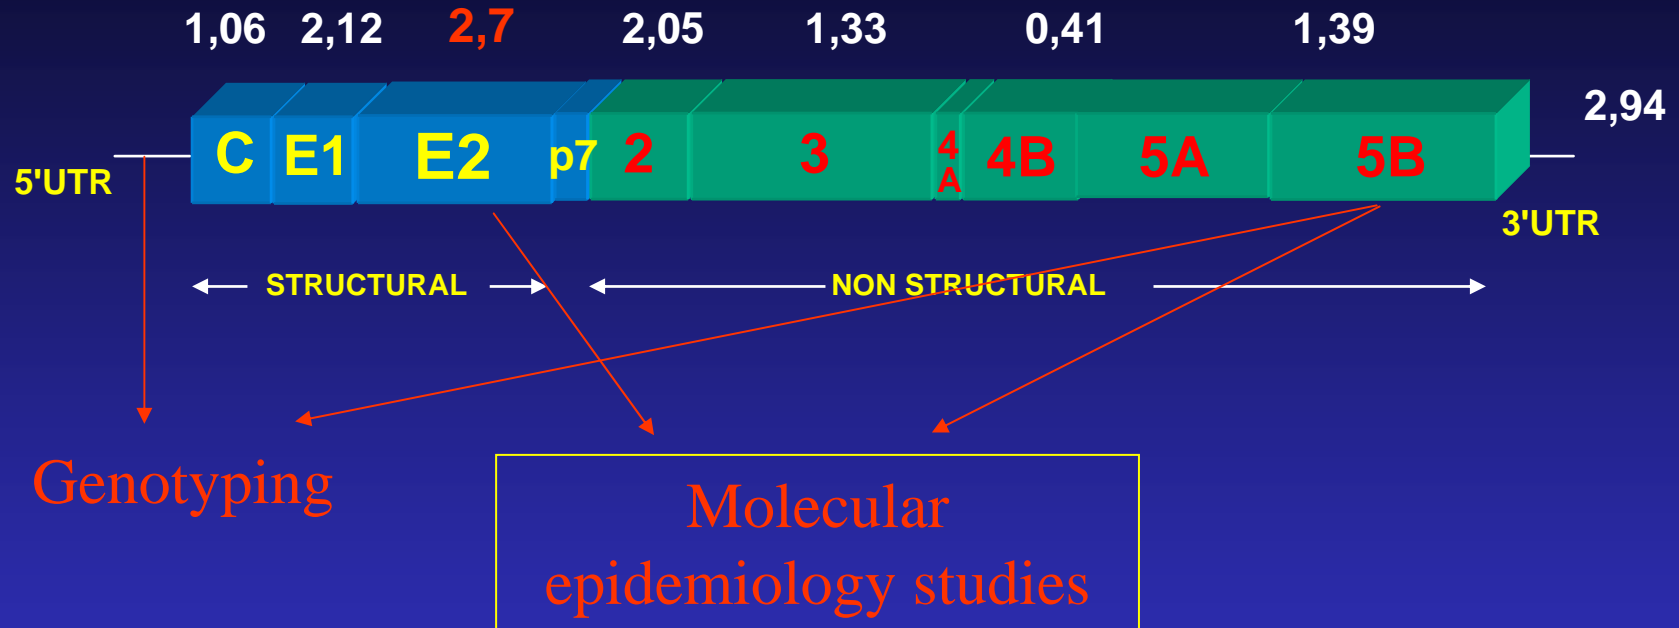 1,06 2,12 2,7 2,05 1,33 0,41 1,39
2,94
C E1 E2 p7 2 3 4A 4B 5A 5B
5'UTR
3'UTR
STRUCTURAL NON STRUCTURAL
Genotyping
Molecular
epidemiology studies